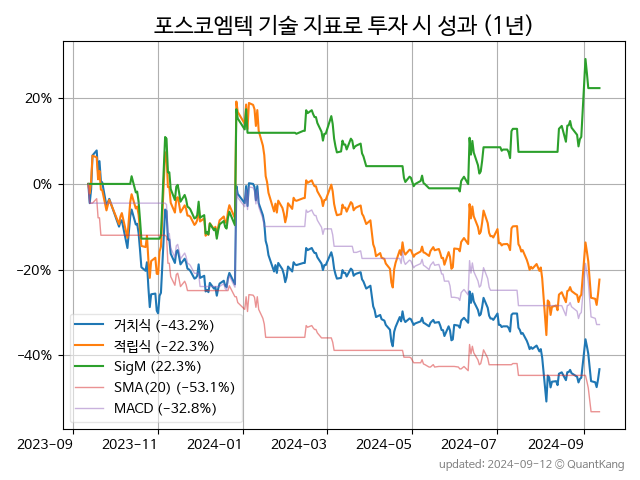 포스코엠텍 기술 지표로 투자 시 성과 (1년)
20%
0%
−20%
−40%
거치식 (−43.2%)
적립식 (−22.3%)
SigM (22.3%)
SMA(20) (−53.1%)
MACD (−32.8%)
2023-09
2023-11
2024-01
2024-03
2024-05
2024-07
2024-09
updated: 2024-09-12 © QuantKang